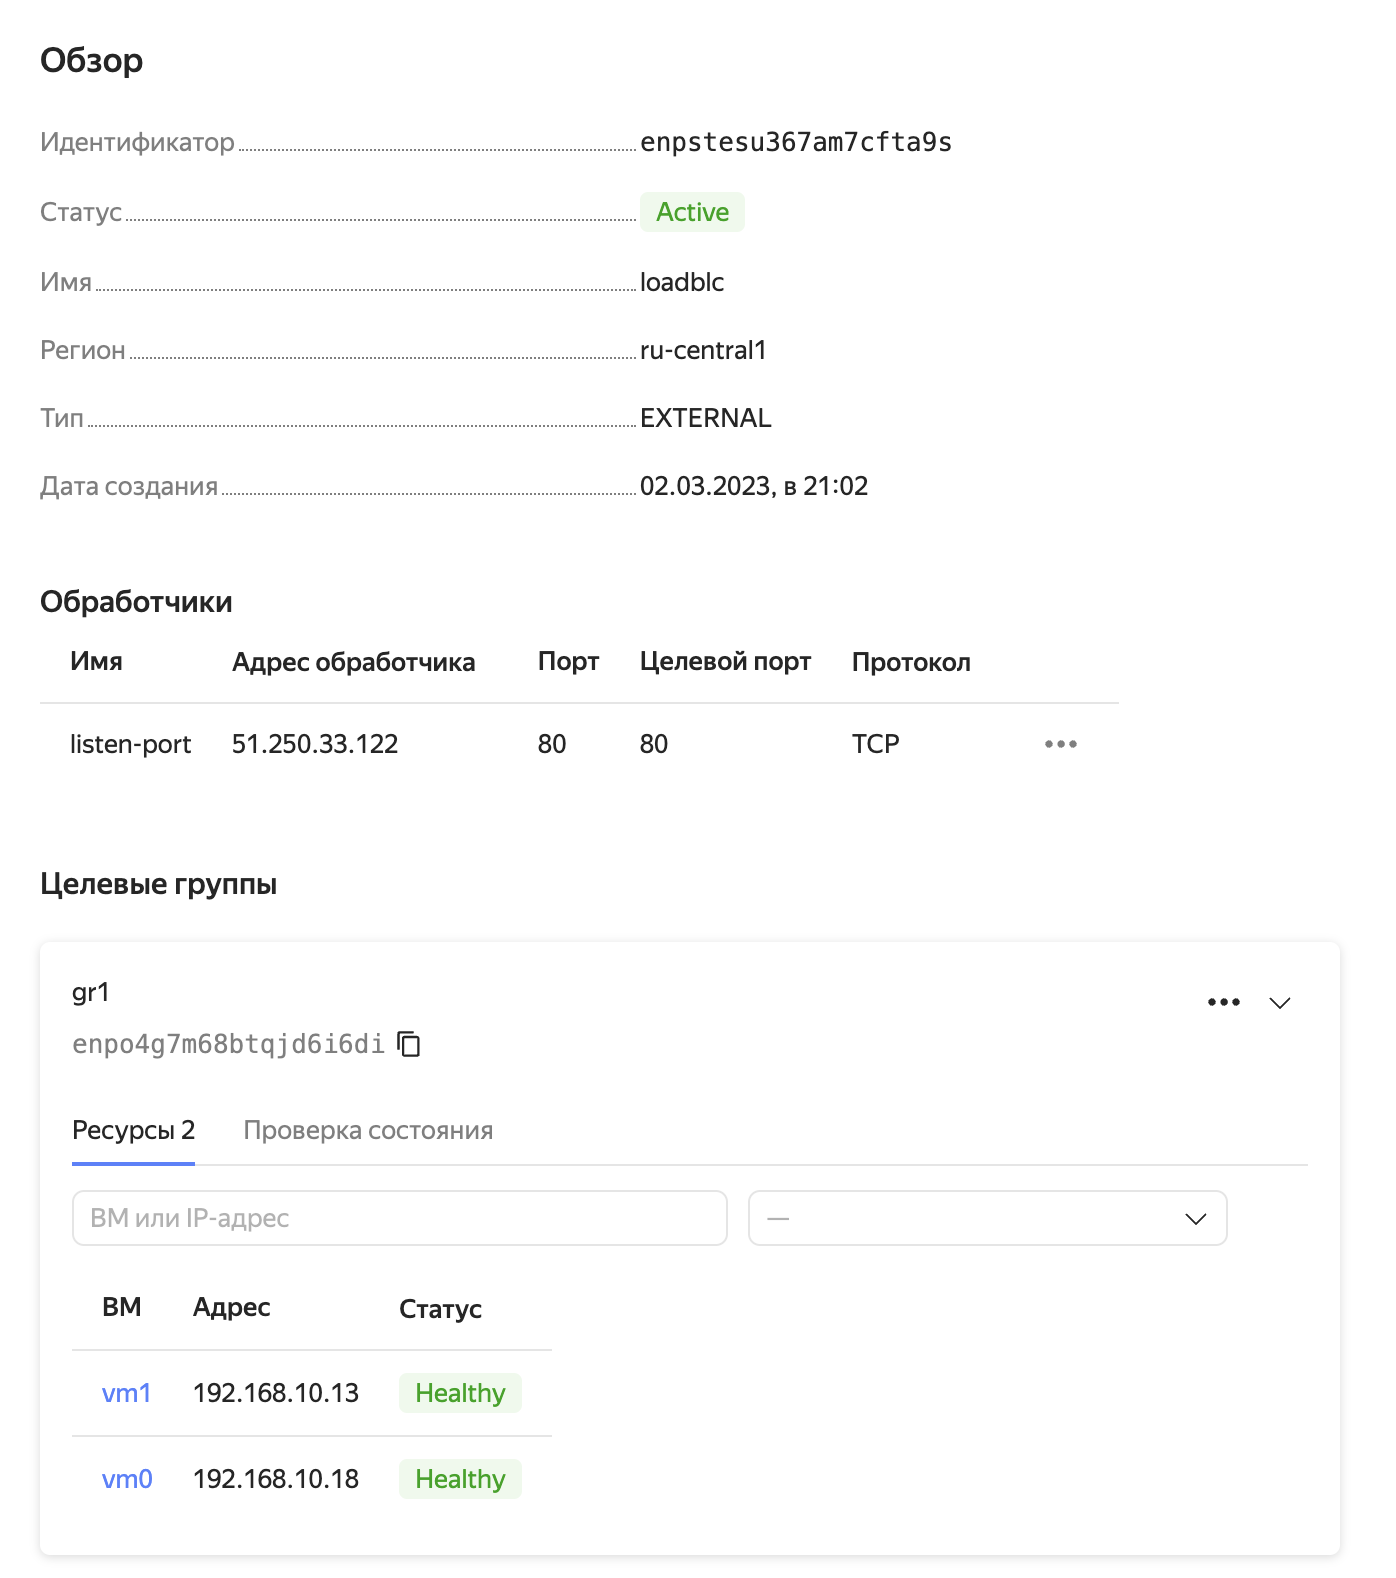 Обзор
Идентификатор enpstesu367am7cfta9s
Статус Active
Имя loadblc
Регион ru-central1
Тип EXTERNAL
Дата создания 02.03.2023, в 21:02
Обработчики
Имя Адрес обработчика Порт Целевой порт Протокол
listen-port 51.250.33.122 80 80 TCP
Целевые группы
gr1
enpo4g7m68btqjd6i6di
Ресурсы 2 Проверка состояния
ВМ или IP-адрес —
ВМ Адрес Статус
vm1 192.168.10.13 Healthy
vm0 192.168.10.18 Healthy